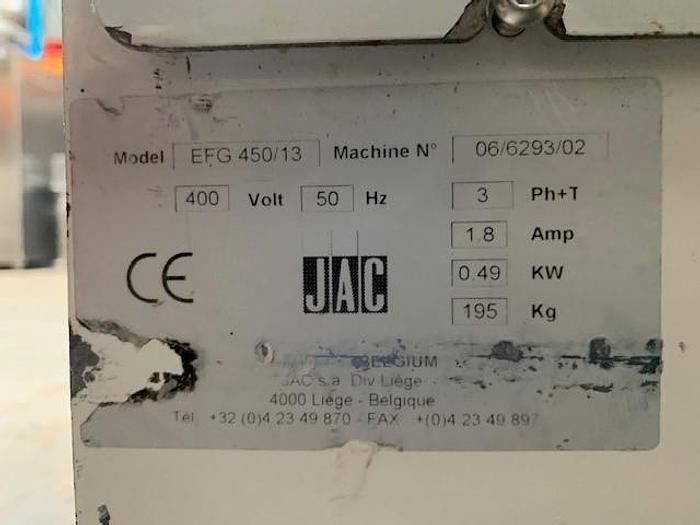 Model EFG 450/13 Machine N° 06/6293/02
400 Volt 50 Hz 3 Ph+T
1.8 Amp
CE JAC 0.49 KW
195 Kg
BELGIUM
JAC s.a. Div Liège
4000 Liège - Belgique
Tel +32 (0)4 23 49 870 - FAX +(0)4 23 49 897